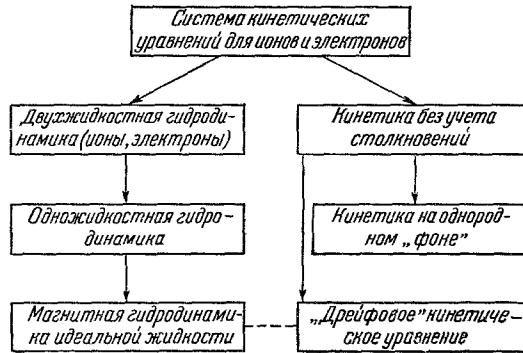 Система кинетических
уравнений для ионов и электронов
Двухжидкостная гидроди-
намика (ионы, электроны)
Кинетика без учета
столкновений
Одножидкостная гидро-
динамика
Кинетика на однород-
ном „фоне"
Магнитная гидродинами-
ка идеальной жидкости
„Дрейфовое" кинетиче-
ское уравнение